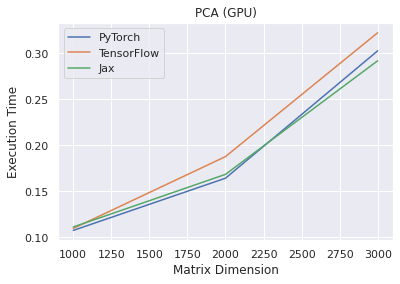 PCA (GPU)
PyTorch
TensorFlow
Jax
Execution Time
0.30
0.25
0.20
0.15
0.10
1000 1250 1500 1750 2000 2250 2500 2750 3000
Matrix Dimension